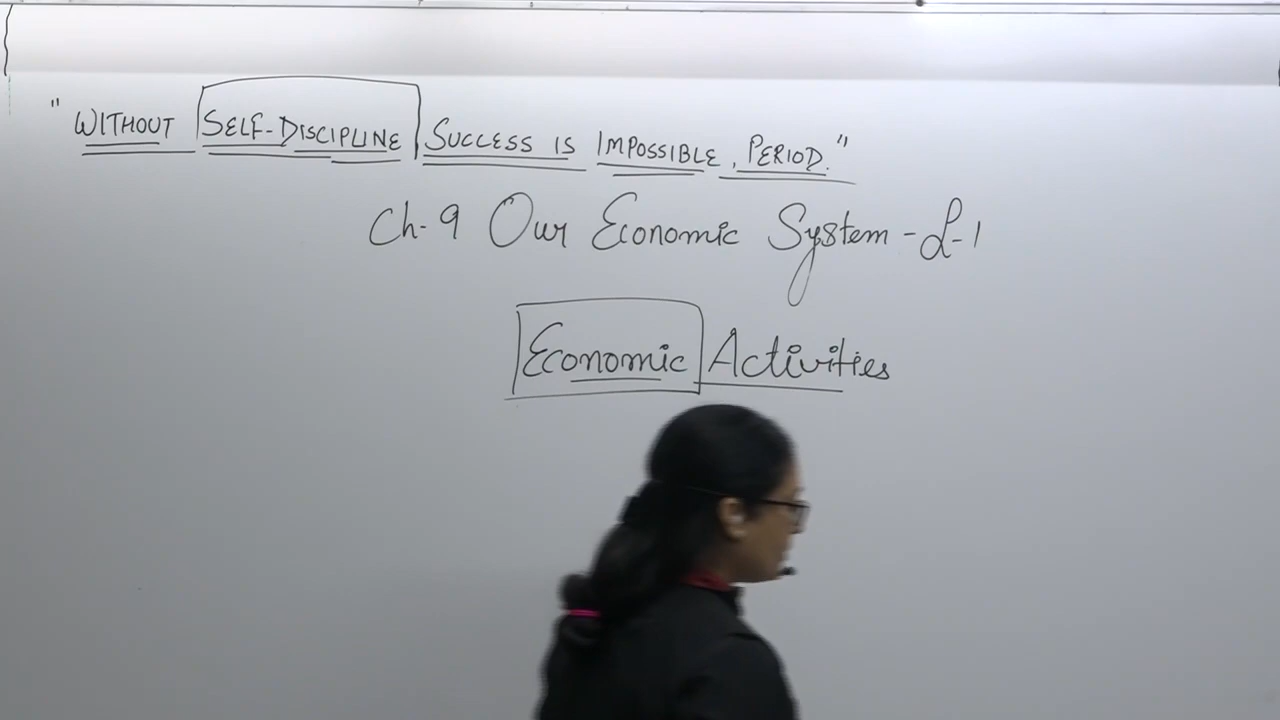 "WITHOUT SELF-DISCIPLINE SUCCESS IS IMPOSSIBLE, PERIOD."
Ch-9 Our Economic System - L-1
Economic Activities